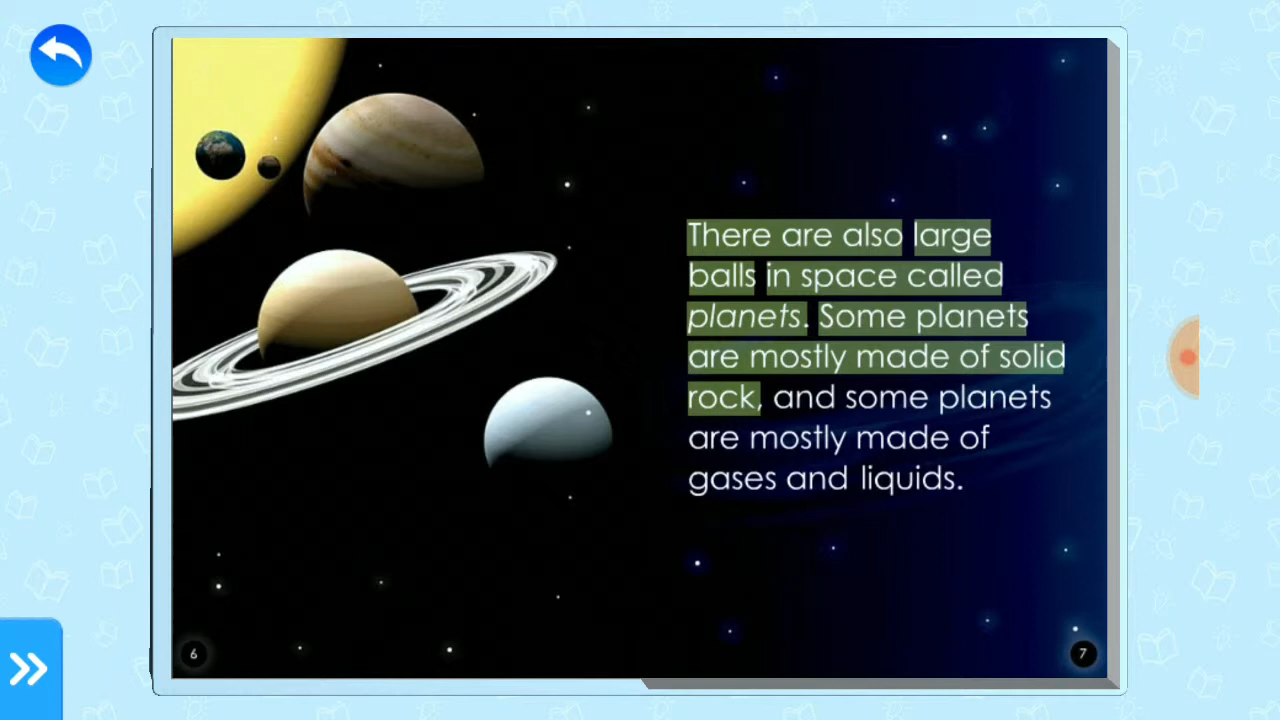 There are also large
balls in space called
planets. Some planets
are mostly made of solid
rock, and some planets
are mostly made of
gases and liquids.
6
7